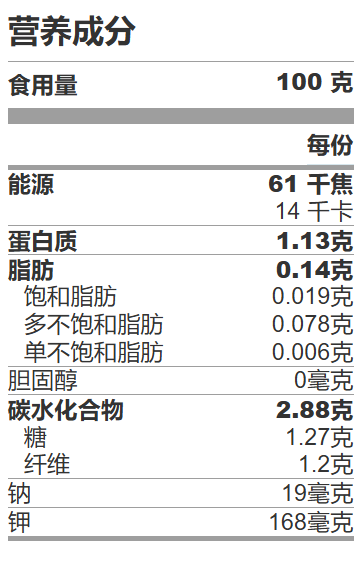 营养成分
食用量 100 克
每份
能源 61 千焦
14 千卡
蛋白质 1.13克
脂肪 0.14克
饱和脂肪 0.019克
多不饱和脂肪 0.078克
单不饱和脂肪 0.006克
胆固醇 0毫克
碳水化合物 2.88克
糖 1.27克
纤维 1.2克
钠 19毫克
钾 168毫克